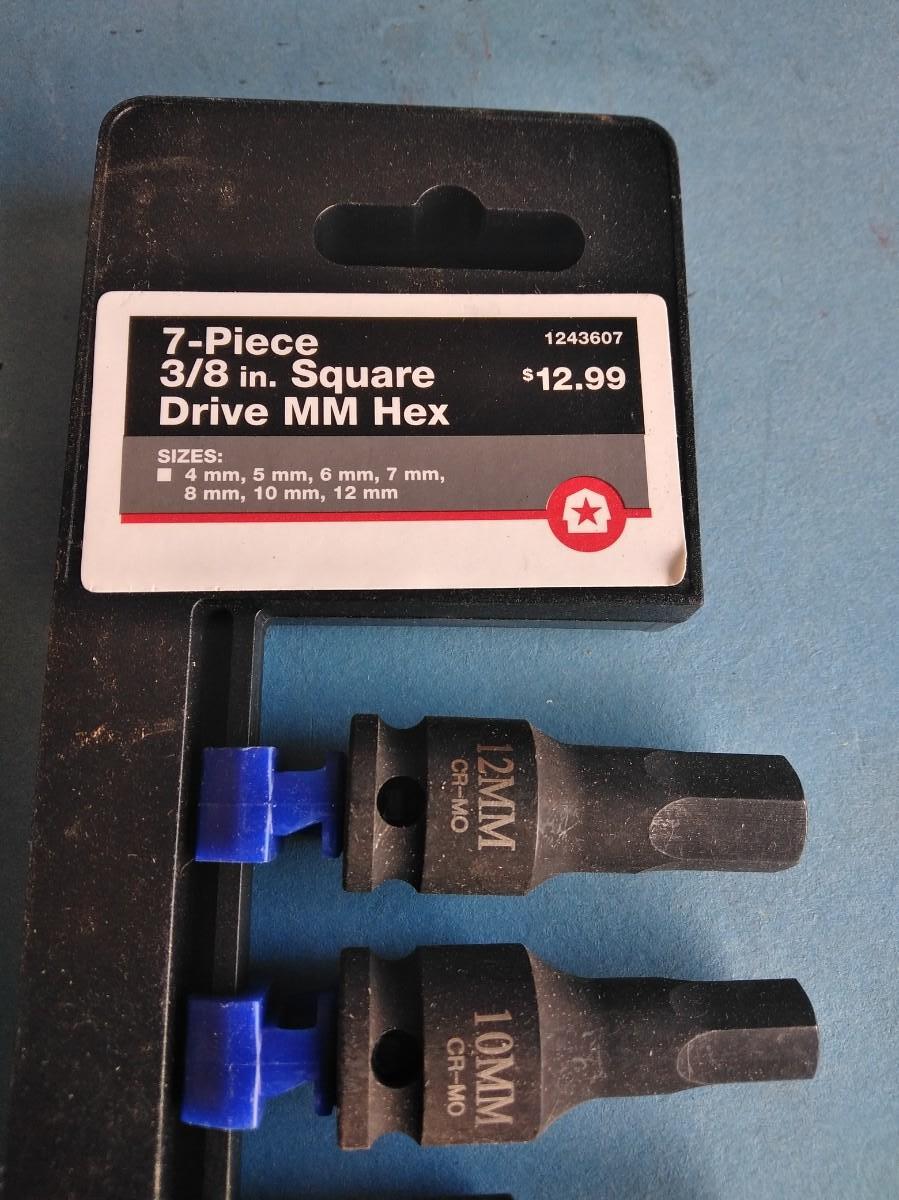 7-Piece
3/8 in. Square
Drive MM Hex
1243607
$12.99
SIZES:
4 mm, 5 mm, 6 mm, 7 mm,
8 mm, 10 mm, 12 mm
12MM
CR-MO
10MM
CR-MO